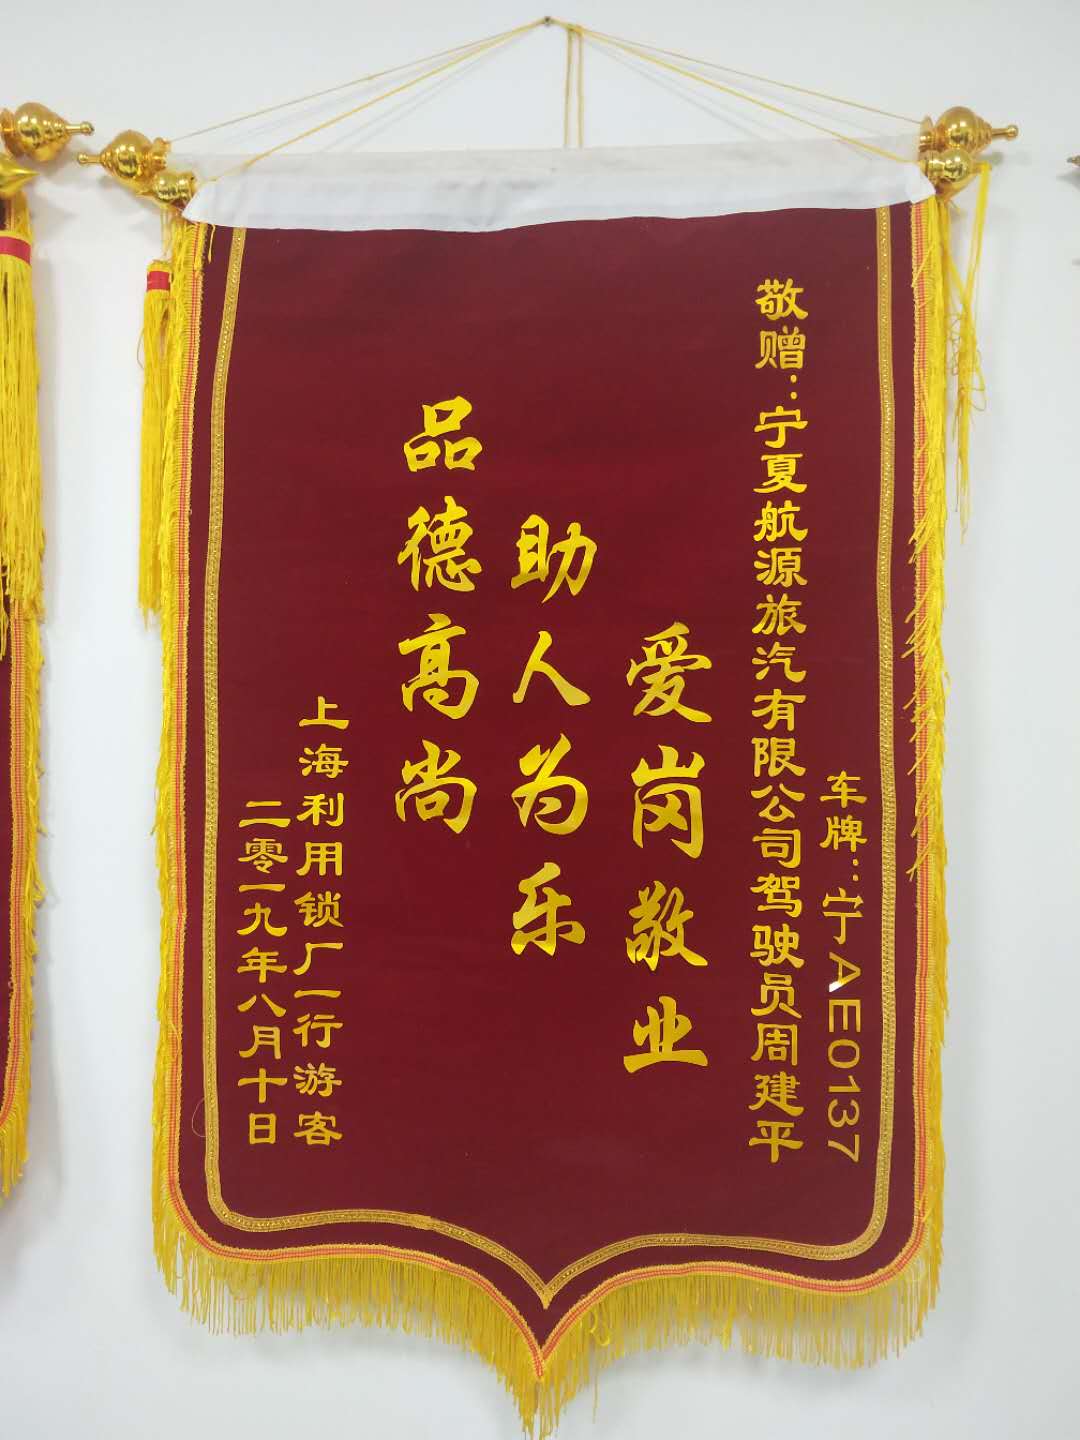 敬赠：宁夏航源旅汽有限公司驾驶员周建平
车牌：宁AE0137
爱岗敬业
助人为乐
品德高尚
上海利用锁厂一行游客
二零一九年八月十日